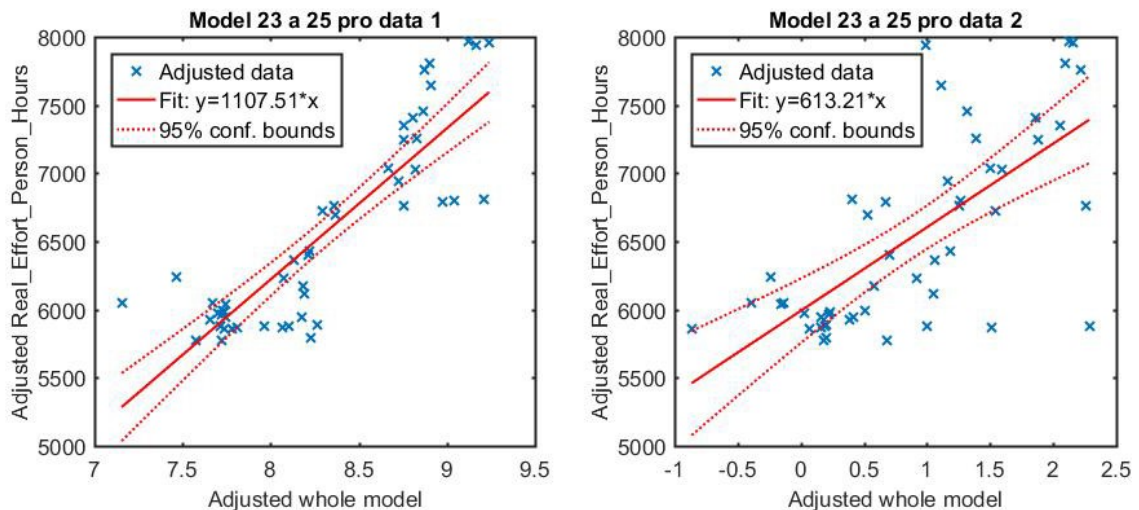 Model 23 a 25 pro data 1
Adjusted Real_Effort_Person_Hours
8000
7500
7000
6500
6000
5500
5000
Adjusted data
Fit: y=1107.51*x
95% conf. bounds
7 7.5 8 8.5 9 9.5
Adjusted whole model
Model 23 a 25 pro data 2
Adjusted Real_Effort_Person_Hours
8000
7500
7000
6500
6000
5500
5000
Adjusted data
Fit: y=613.21*x
95% conf. bounds
-1 -0.5 0 0.5 1 1.5 2 2.5
Adjusted whole model